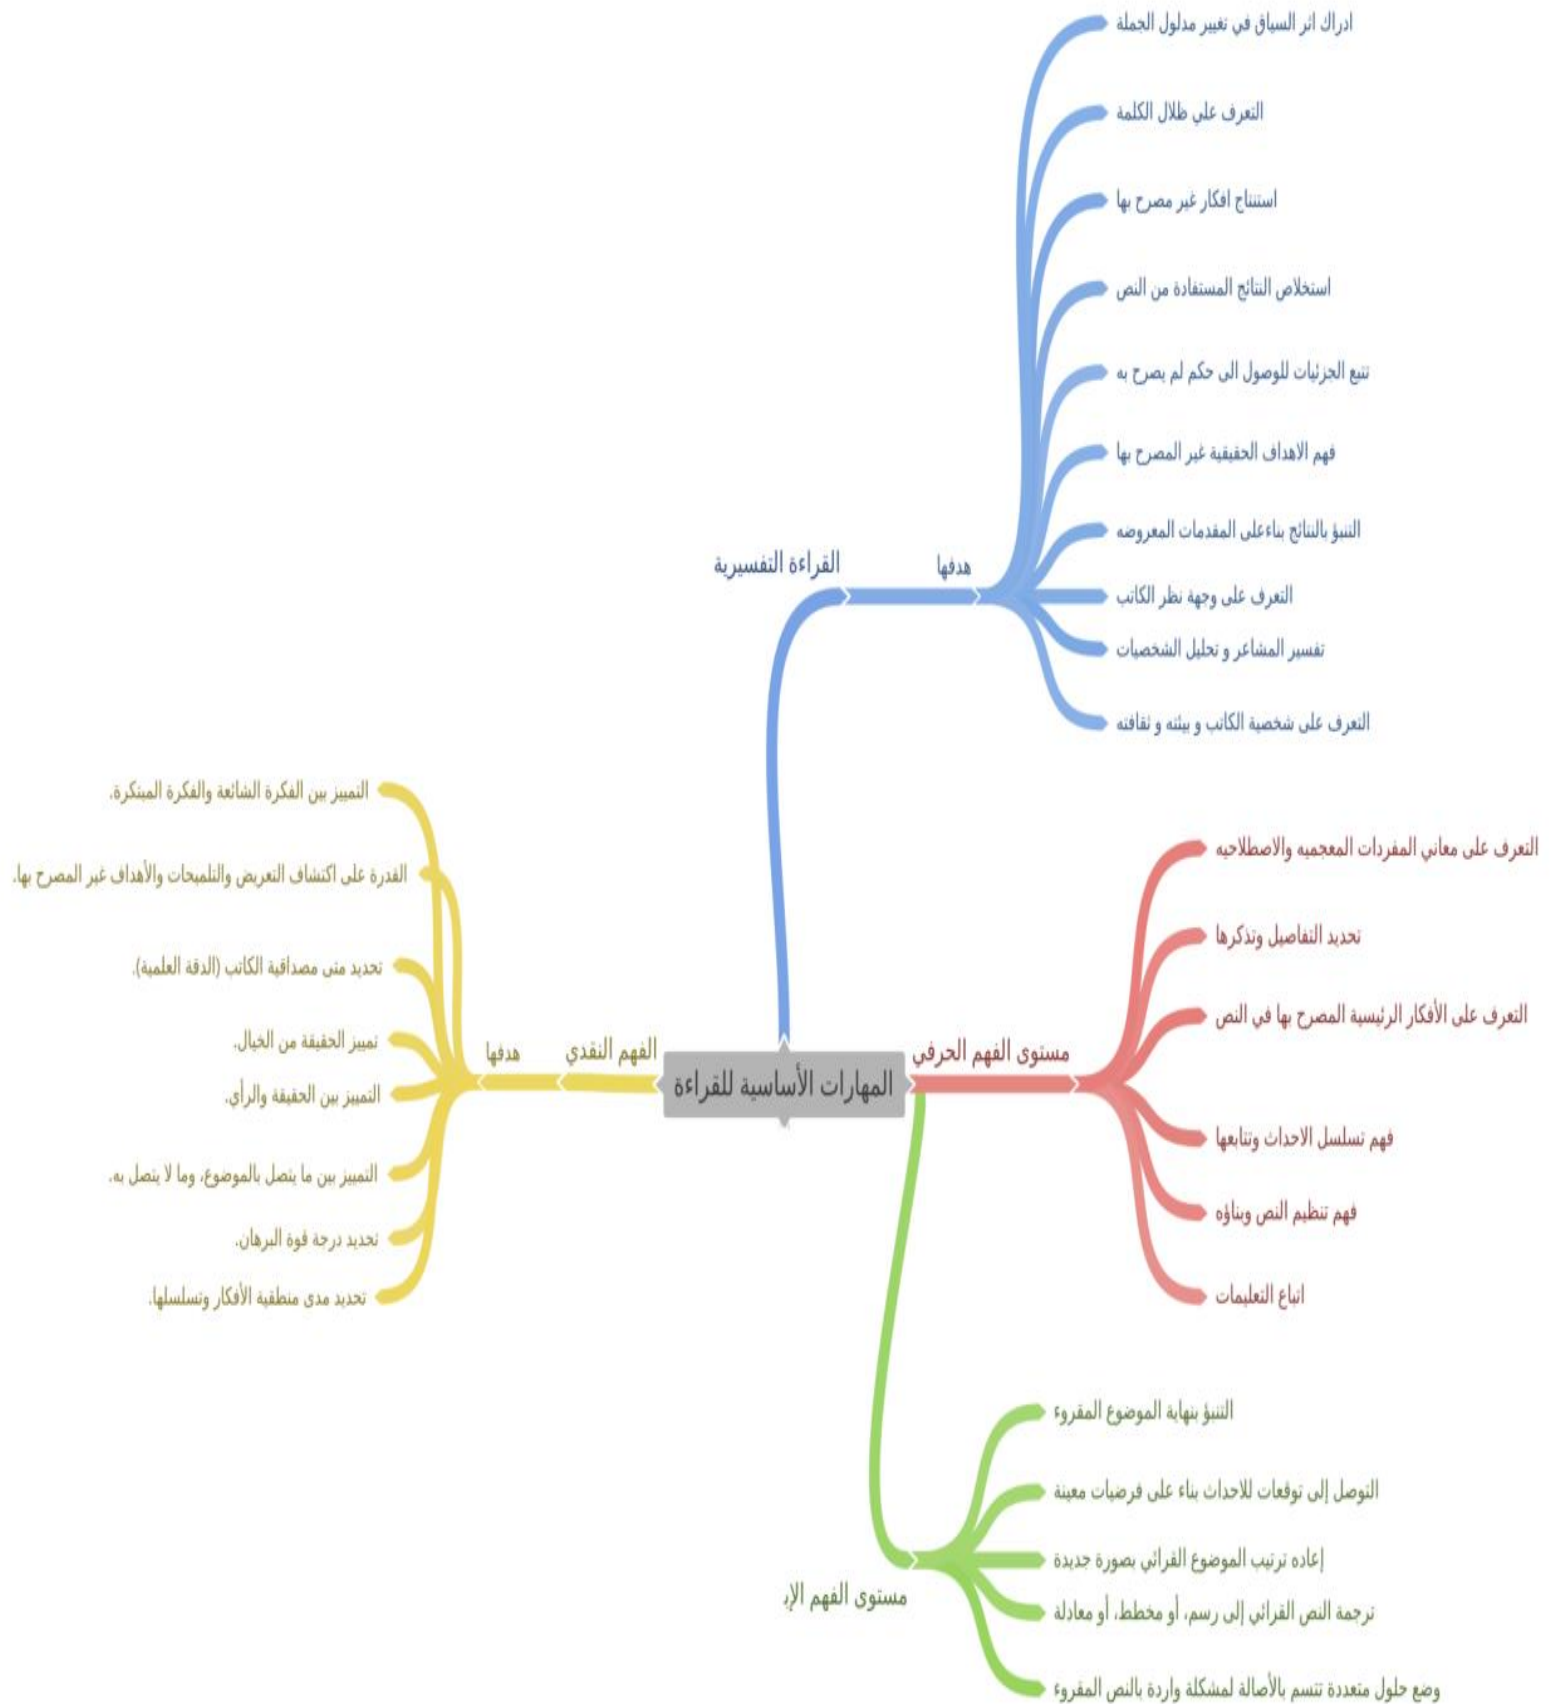 المهارات الأساسية للقراءة
القراءة التفسيرية
هدفها
ادراك اثر السياق في تغيير مدلول الجملة
التعرف علي ظلال الكلمة
استنتاج افكار غير مصرح بها
استخلاص النتائج المستفادة من النص
تتبع الجزئيات للوصول الى حكم لم يصرح به
فهم الاهداف الحقيقية غير المصرح بها
التنبؤ بالنتائج بناءعلى المقدمات المعروضه
التعرف على وجهة نظر الكاتب
تفسير المشاعر و تحليل الشخصيات
التعرف على شخصية الكاتب و بيئته و ثقافته
مستوى الفهم الحرفي
التعرف على معاني المفردات المعجميه والاصطلاحيه
تحديد التفاصيل وتذكرها
التعرف على الأفكار الرئيسية المصرح بها في النص
فهم تسلسل الاحداث وتتابعها
فهم تنظيم النص وبناؤه
اتباع التعليمات
مستوى الفهم الإب
التنبؤ بنهاية الموضوع المقروء
التوصل إلى توقعات للاحداث بناء على فرضيات معينة
إعاده ترتيب الموضوع القرائي بصورة جديدة
ترجمة النص القرائي إلى رسم، أو مخطط، أو معادلة
وضع حلول متعددة تتسم بالأصالة لمشكلة واردة بالنص المقروء
الفهم النقدي
هدفها
التمييز بين الفكرة الشائعة والفكرة المبتكرة.
القدرة على اكتشاف التعريض والتلميحات والأهداف غير المصرح بها.
تحديد متى مصداقية الكاتب (الدقة العلمية).
تمييز الحقيقة من الخيال.
التمييز بين الحقيقة والرأي.
التمييز بين ما يتصل بالموضوع، وما لا يتصل به.
تحديد درجة قوة البرهان.
تحديد مدى منطقية الأفكار وتسلسلها.